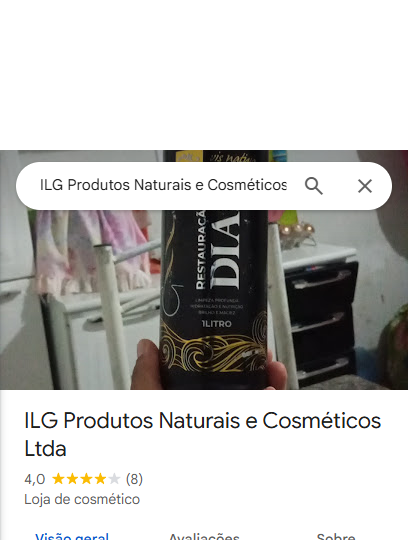 ILG Produtos Naturais e Cosméticos
RESTAURAÇÃO
DIA
LIMPEZA PROFUNDA
HIDRATAÇÃO E NUTRIÇÃO
BRILHO E MACIEZ
1LITRO
ILG Produtos Naturais e Cosméticos
Ltda
4,0 (8)
Loja de cosmético
Visão geral Avaliações Sobre